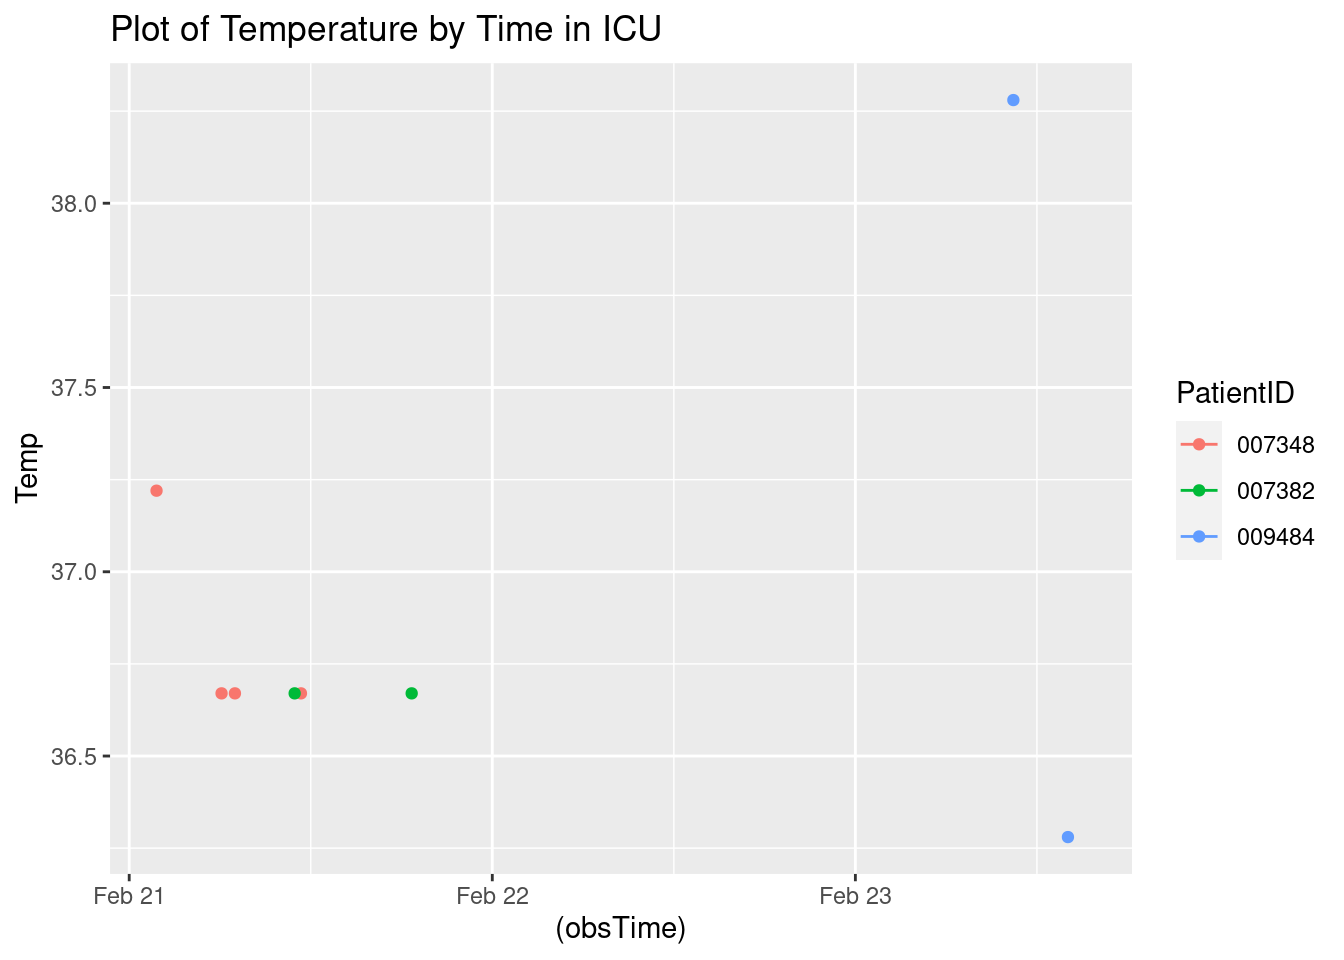 Plot of Temperature by Time in ICU
38.0
37.5
37.0
36.5
Temp
Feb 21
Feb 22
Feb 23
(obsTime)
PatientID
007348
007382
009484